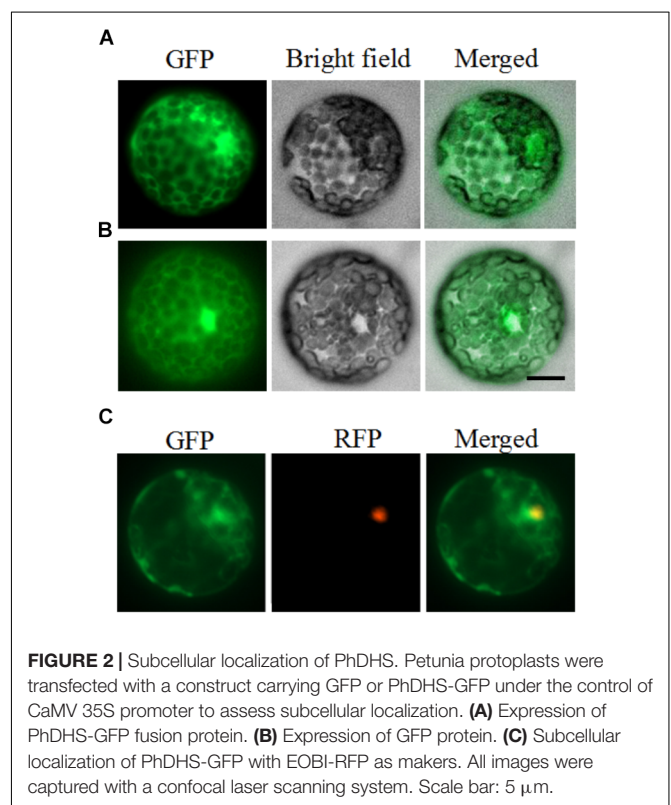 A
GFP Bright field Merged
B
C
GFP RFP Merged
FIGURE 2 | Subcellular localization of PhDHS. Petunia protoplasts were
transfected with a construct carrying GFP or PhDHS-GFP under the control of
CaMV 35S promoter to assess subcellular localization. (A) Expression of
PhDHS-GFP fusion protein. (B) Expression of GFP protein. (C) Subcellular
localization of PhDHS-GFP with EOBI-RFP as makers. All images were
captured with a confocal laser scanning system. Scale bar: 5 μm.